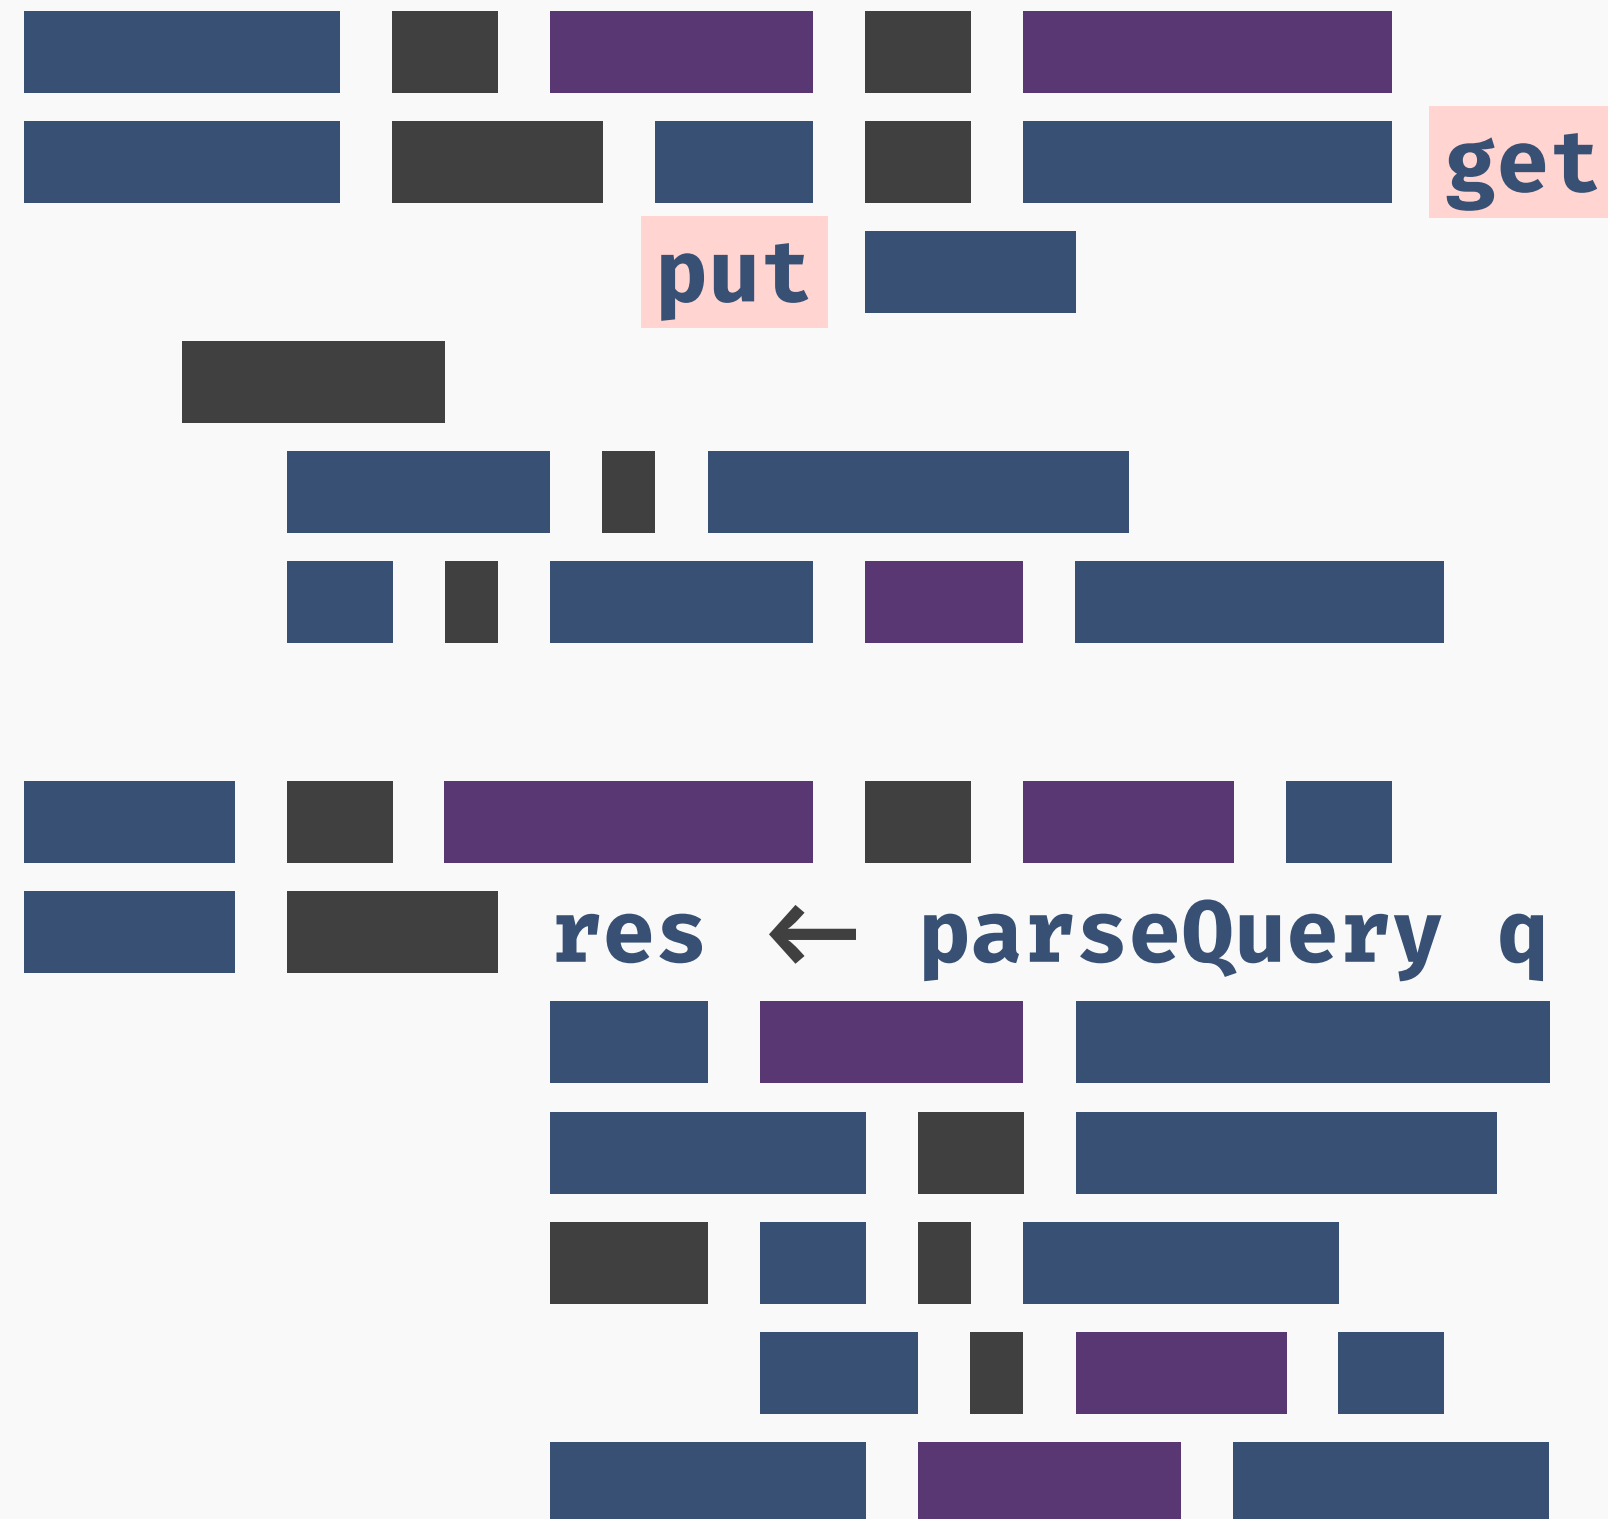 get
put
res ← parseQuery q